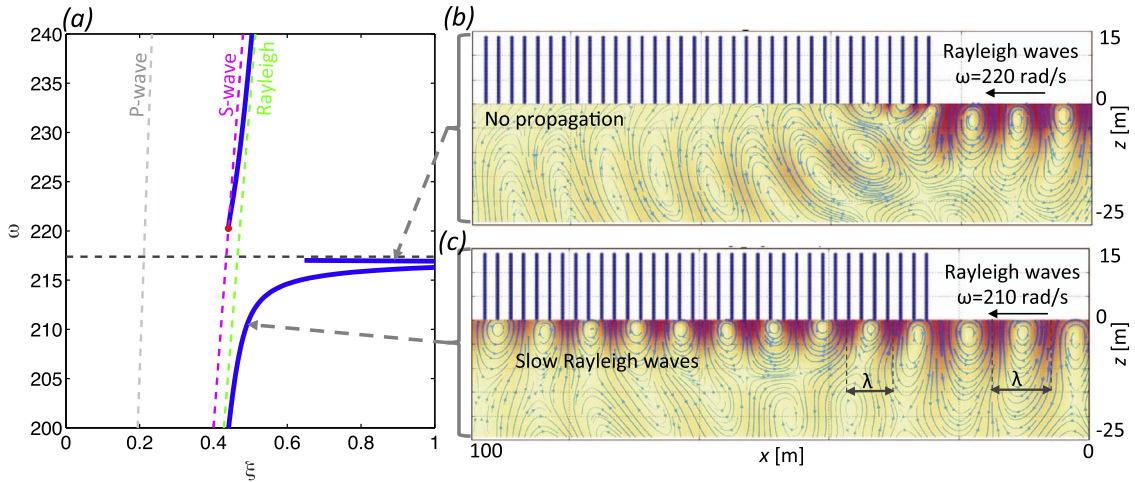 (a)
240
235
230
225
220
215
210
205
200
ω
0
0.2
0.4
0.6
0.8
1
ξ
P-wave
S-wave
Rayleigh
(b)
No propagation
Rayleigh waves
ω=220 rad/s
15
0
z [m]
-25
(c)
Slow Rayleigh waves
Rayleigh waves
ω=210 rad/s
λ
λ
15
0
z [m]
-25
100
x [m]
0